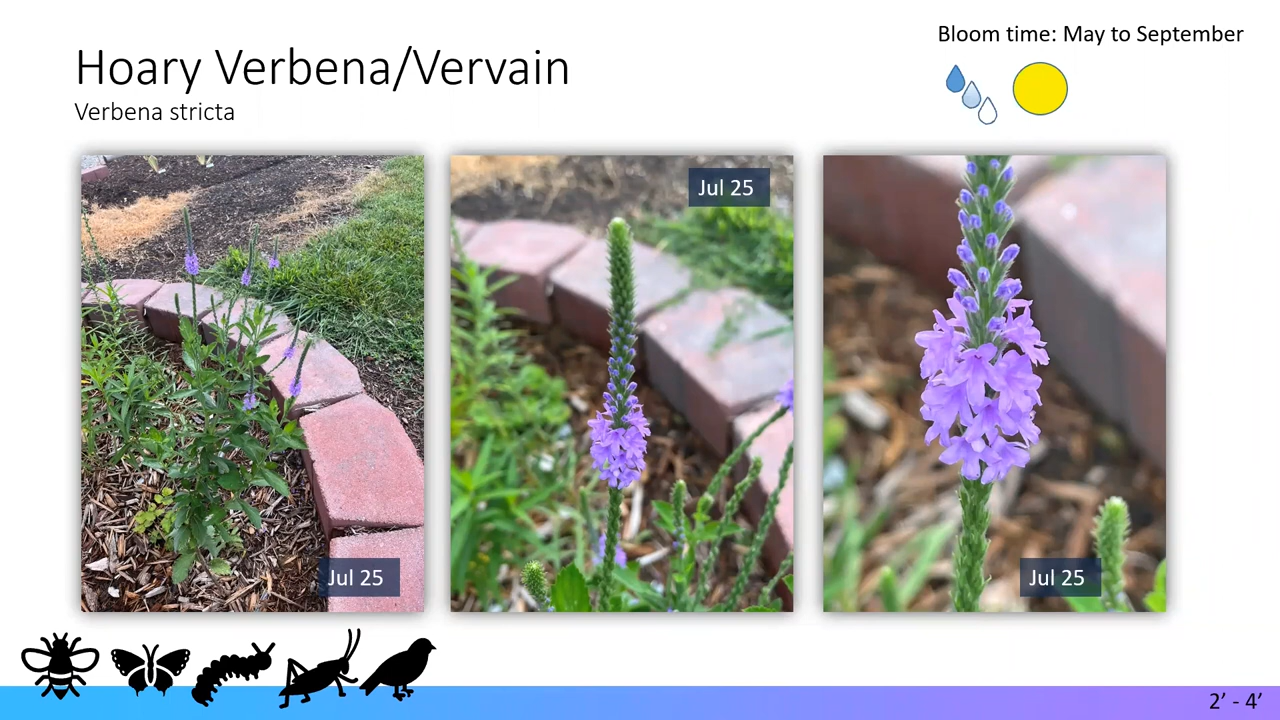 Bloom time: May to September
Hoary Verbena/Vervain
Verbena stricta
Jul 25
Jul 25
Jul 25
2’ - 4’